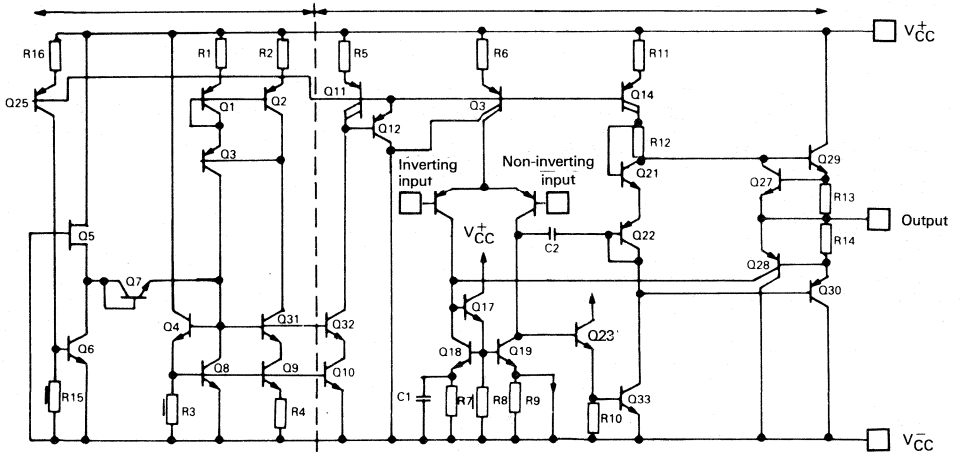 R16
R1
R2
R5
R6
R11
V+CC
Q25
Q1
Q2
Q11
Q3
Q14
Q12
R12
Q3
Inverting
input
Non-inverting
input
Q21
Q29
Q27
R13
Q5
V+CC
C2
Q22
Output
R14
Q7
Q28
Q30
Q4
Q31
Q32
Q17
Q23
Q6
Q8
Q9
Q10
Q18
Q19
R15
R3
R4
C1
R7
R8
R9
R10
Q33
V-CC